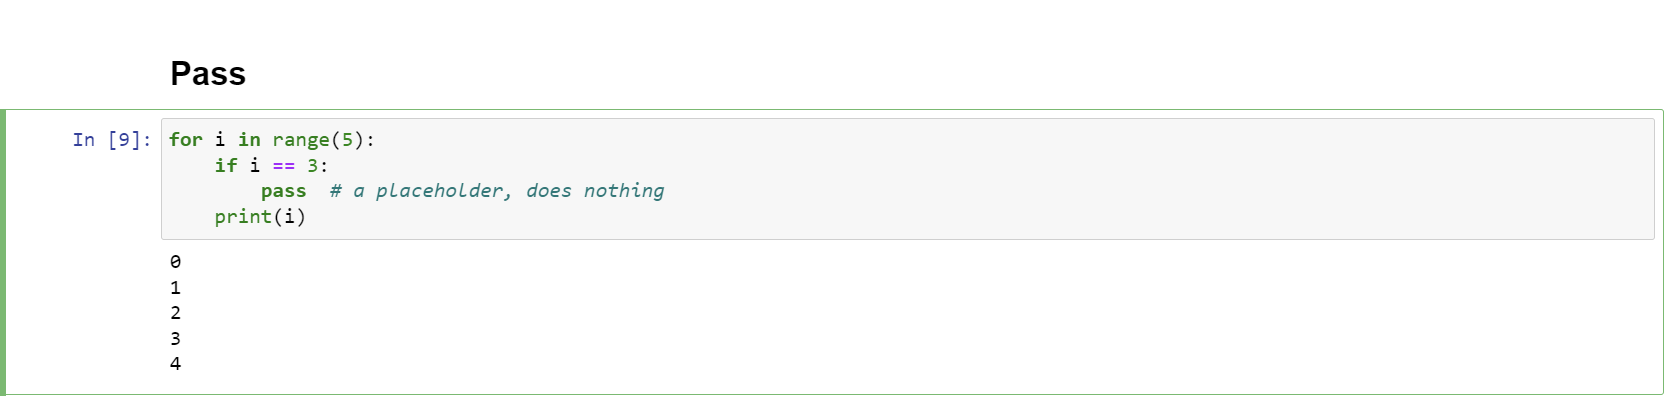 Pass
In [9]: for i in range(5):
    if i == 3:
        pass  # a placeholder, does nothing
    print(i)
0
1
2
3
4